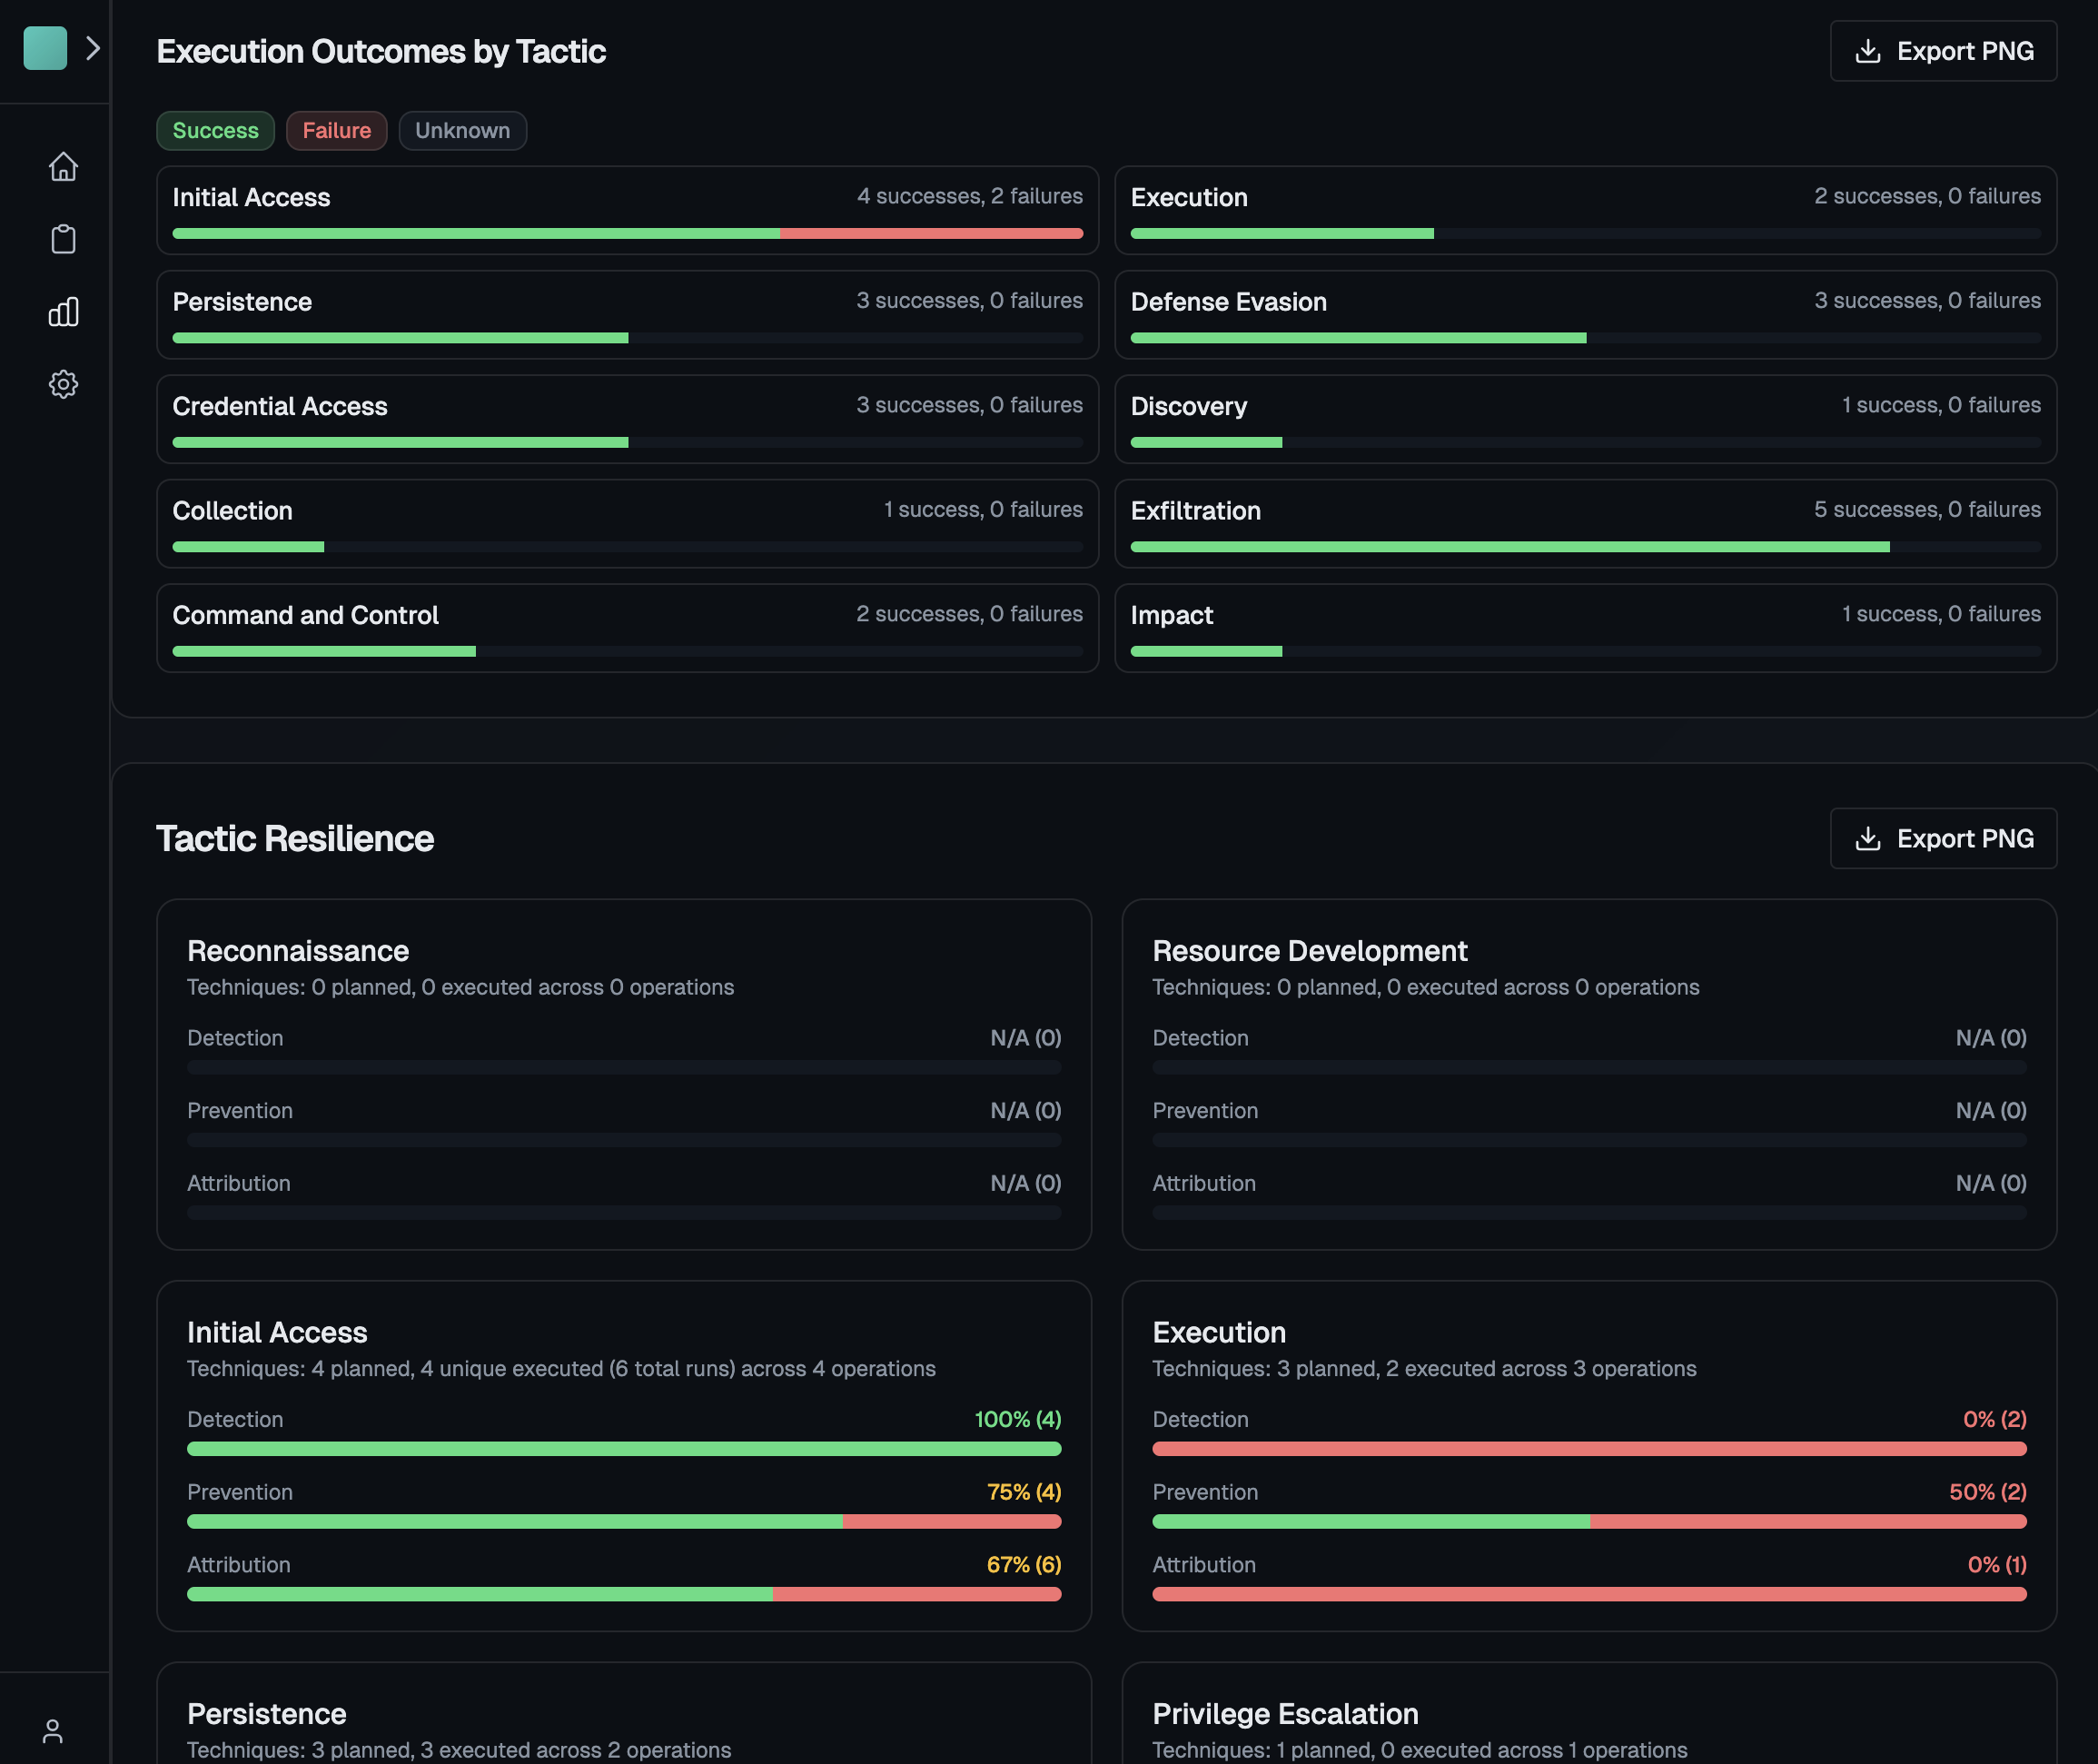 Execution Outcomes by Tactic
Export PNG
Success
Failure
Unknown
Initial Access
4 successes, 2 failures
Execution
2 successes, 0 failures
Persistence
3 successes, 0 failures
Defense Evasion
3 successes, 0 failures
Credential Access
3 successes, 0 failures
Discovery
1 success, 0 failures
Collection
1 success, 0 failures
Exfiltration
5 successes, 0 failures
Command and Control
2 successes, 0 failures
Impact
1 success, 0 failures
Tactic Resilience
Export PNG
Reconnaissance
Techniques: 0 planned, 0 executed across 0 operations
Detection
N/A (0)
Prevention
N/A (0)
Attribution
N/A (0)
Resource Development
Techniques: 0 planned, 0 executed across 0 operations
Detection
N/A (0)
Prevention
N/A (0)
Attribution
N/A (0)
Initial Access
Techniques: 4 planned, 4 unique executed (6 total runs) across 4 operations
Detection
100% (4)
Prevention
75% (4)
Attribution
67% (6)
Execution
Techniques: 3 planned, 2 executed across 3 operations
Detection
0% (2)
Prevention
50% (2)
Attribution
0% (1)
Persistence
Techniques: 3 planned, 3 executed across 2 operations
Privilege Escalation
Techniques: 1 planned, 0 executed across 1 operations